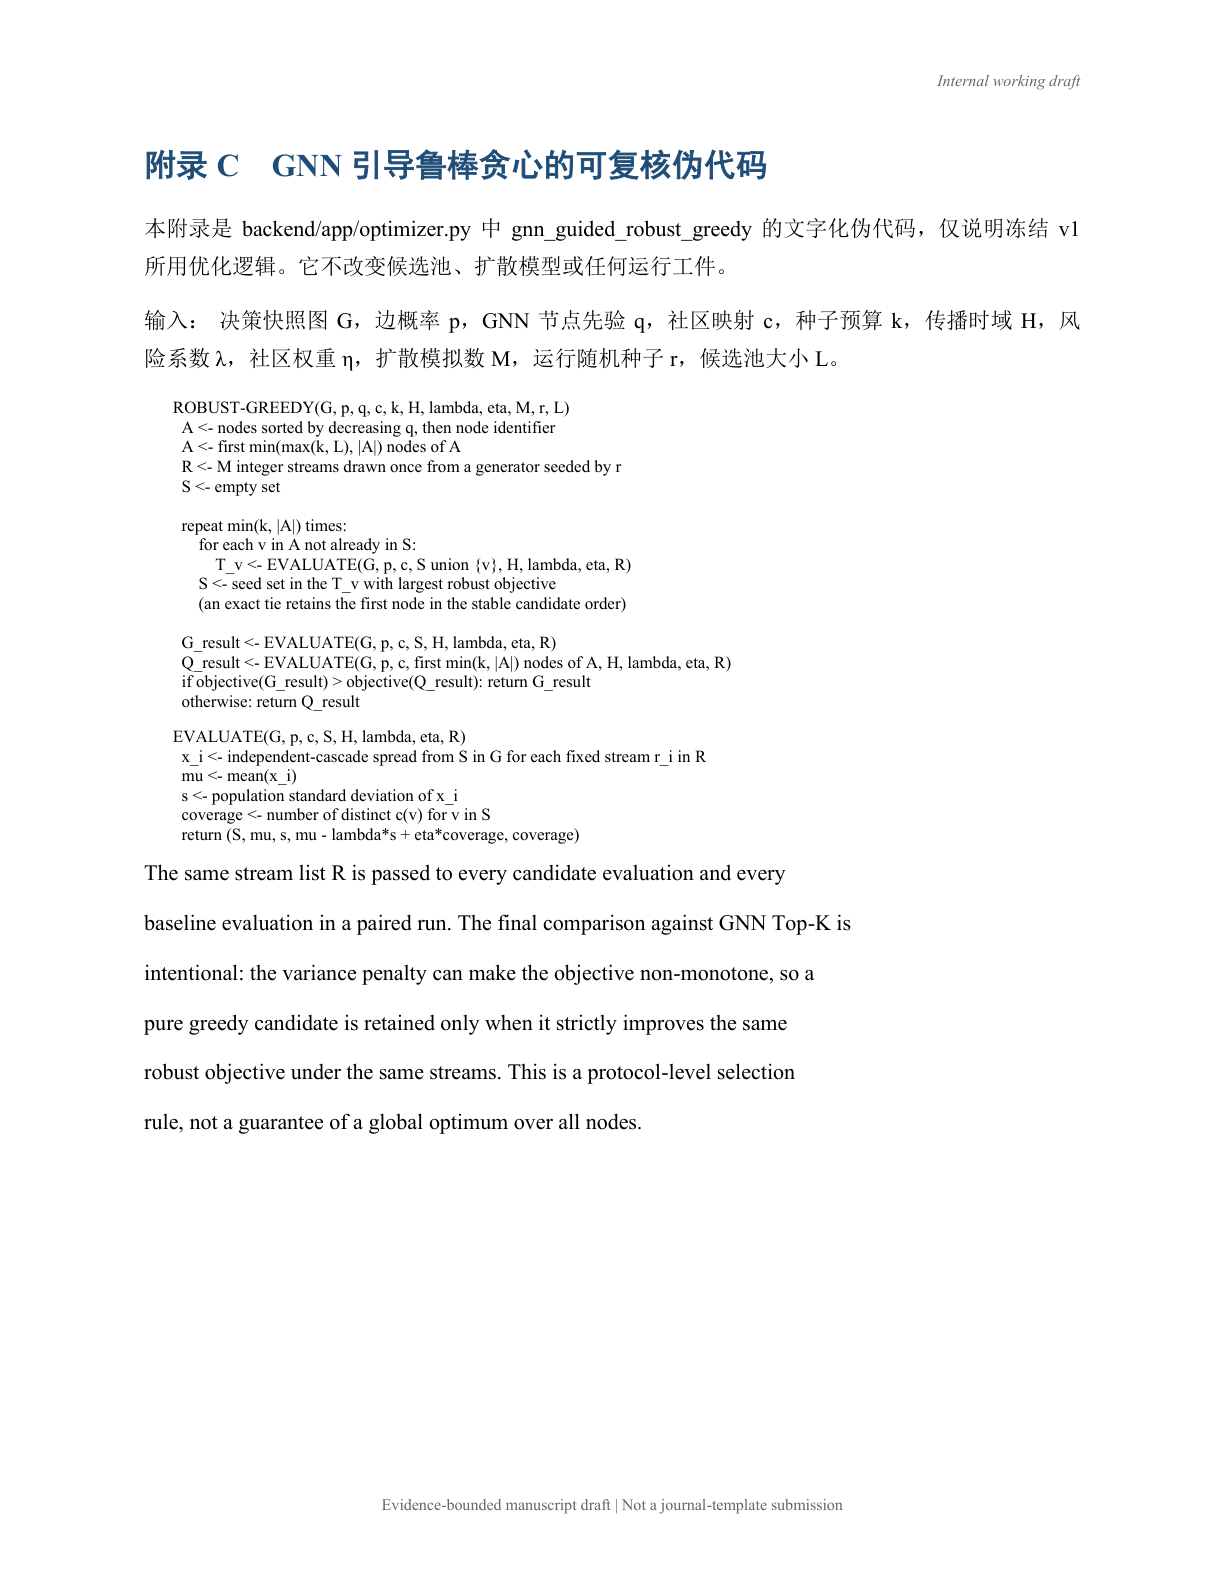 Internal working draft
附录 C　GNN 引导鲁棒贪心的可复核伪代码
本附录是 backend/app/optimizer.py 中 gnn_guided_robust_greedy 的文字化伪代码，仅说明冻结 v1
所用优化逻辑。它不改变候选池、扩散模型或任何运行工件。
输入： 决策快照图 G，边概率 p，GNN 节点先验 q，社区映射 c，种子预算 k，传播时域 H，风
险系数 λ，社区权重 η，扩散模拟数 M，运行随机种子 r，候选池大小 L。
ROBUST-GREEDY(G, p, q, c, k, H, lambda, eta, M, r, L)
A <- nodes sorted by decreasing q, then node identifier
A <- first min(max(k, L), |A|) nodes of A
R <- M integer streams drawn once from a generator seeded by r
S <- empty set
repeat min(k, |A|) times:
for each v in A not already in S:
T_v <- EVALUATE(G, p, c, S union {v}, H, lambda, eta, R)
S <- seed set in the T_v with largest robust objective
(an exact tie retains the first node in the stable candidate order)
G_result <- EVALUATE(G, p, c, S, H, lambda, eta, R)
Q_result <- EVALUATE(G, p, c, first min(k, |A|) nodes of A, H, lambda, eta, R)
if objective(G_result) > objective(Q_result): return G_result
otherwise: return Q_result
EVALUATE(G, p, c, S, H, lambda, eta, R)
x_i <- independent-cascade spread from S in G for each fixed stream r_i in R
mu <- mean(x_i)
s <- population standard deviation of x_i
coverage <- number of distinct c(v) for v in S
return (S, mu, s, mu - lambda*s + eta*coverage, coverage)
The same stream list R is passed to every candidate evaluation and every
baseline evaluation in a paired run. The final comparison against GNN Top-K is
intentional: the variance penalty can make the objective non-monotone, so a
pure greedy candidate is retained only when it strictly improves the same
robust objective under the same streams. This is a protocol-level selection
rule, not a guarantee of a global optimum over all nodes.
Evidence-bounded manuscript draft | Not a journal-template submission